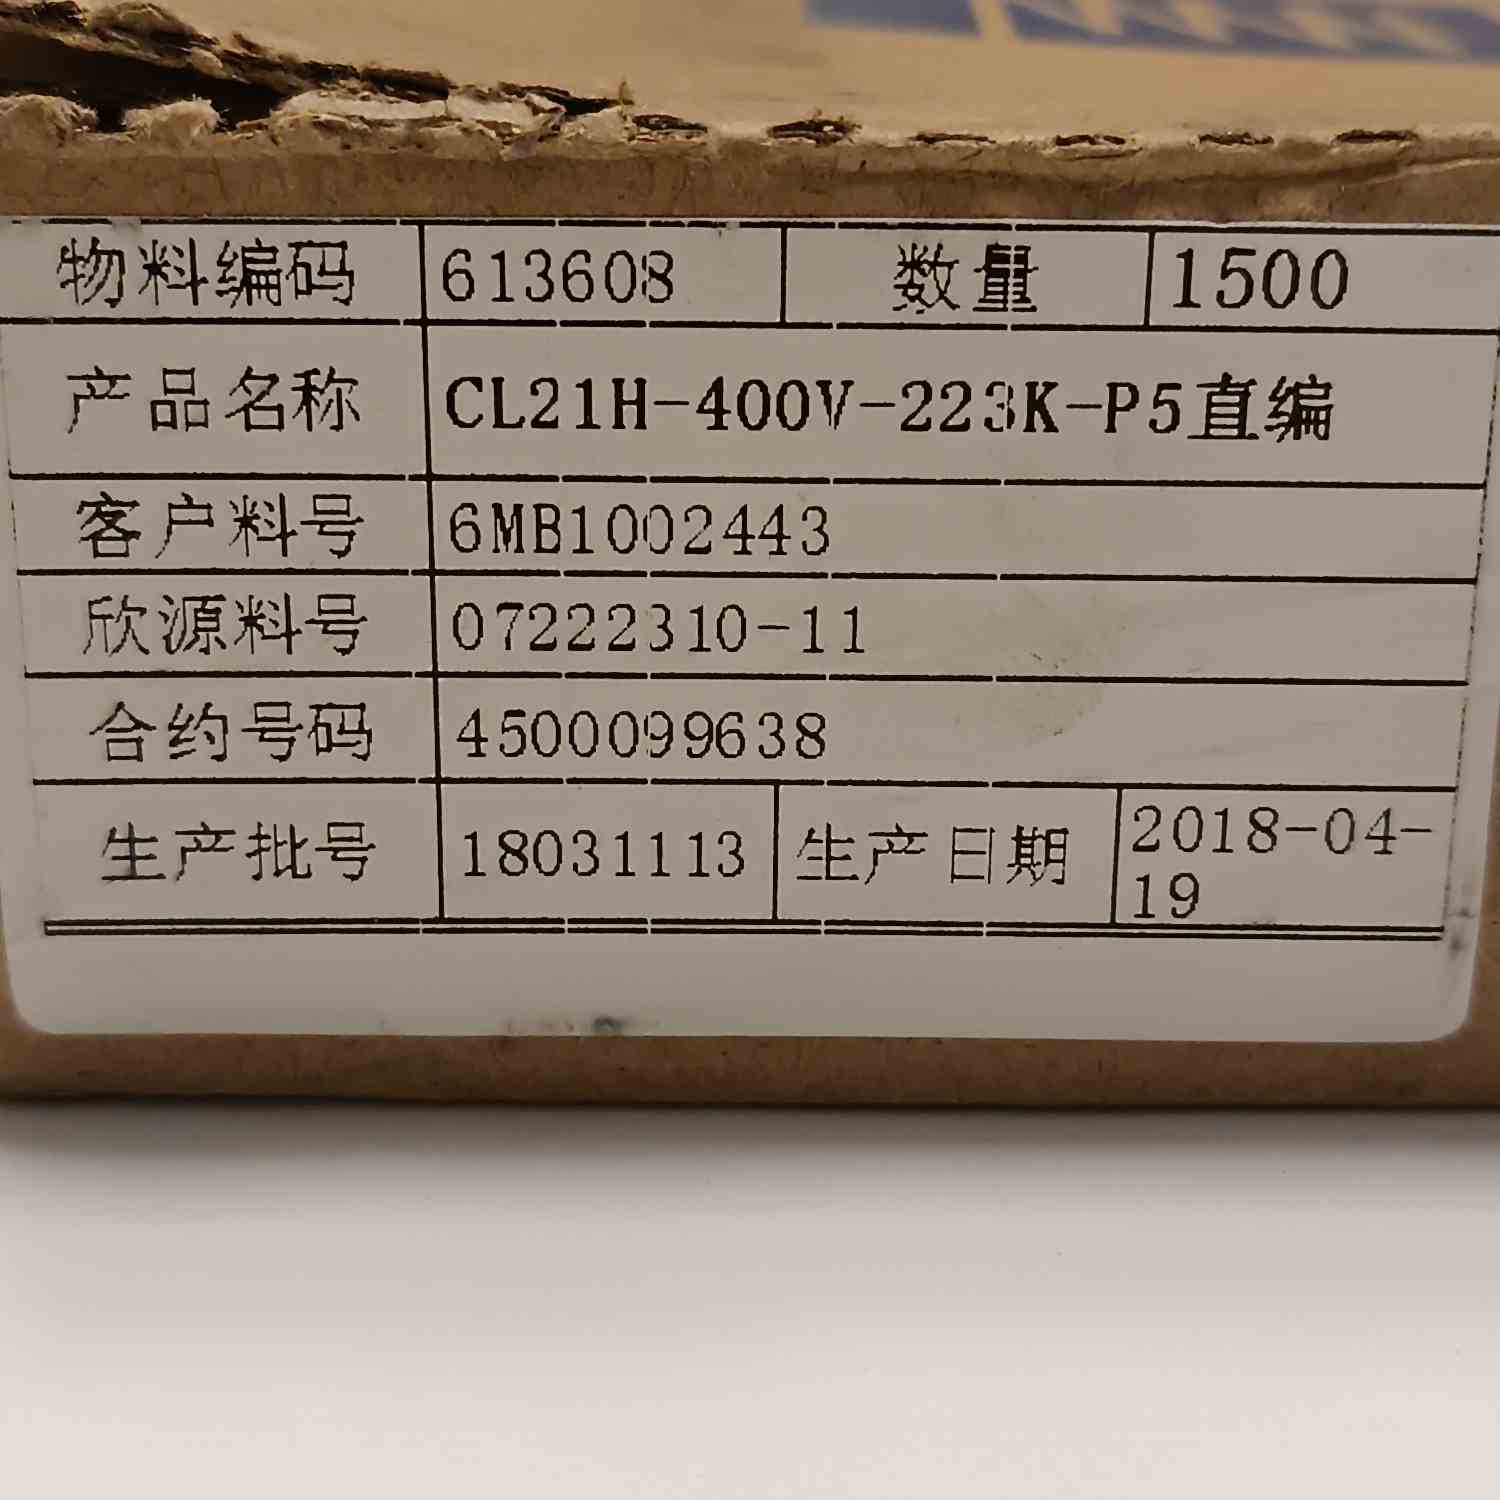 物料编码 613608 数量 1500
产品名称 CL21H-400V-223K-P5直编
客户料号 6MB1002443
欣源料号 07222310-11
合约号码 4500099638
生产批号 18031113 生产日期 2018-04-
19